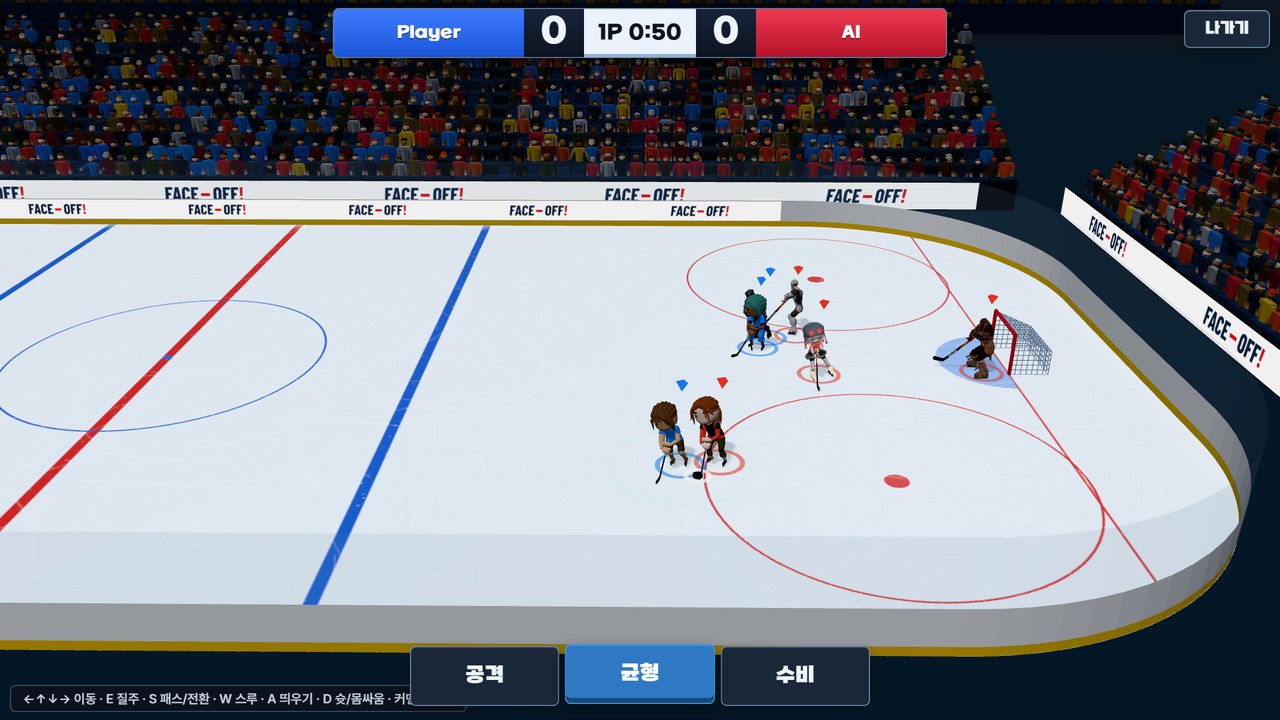 Player 0 1P 0:50 0 AI
나가기
FACE-OFF! FACE-OFF! FACE-OFF! FACE-OFF!
FACE-OFF! FACE-OFF! FACE-OFF! FACE-OFF! FACE-OFF!
FACE-OFF!
FACE-OFF!
공격 균형 수비
←↑↓→ 이동 · E 질주 · S 패스/전환 · W 스루 · A 띄우기 · D 슛/몸싸움 ·